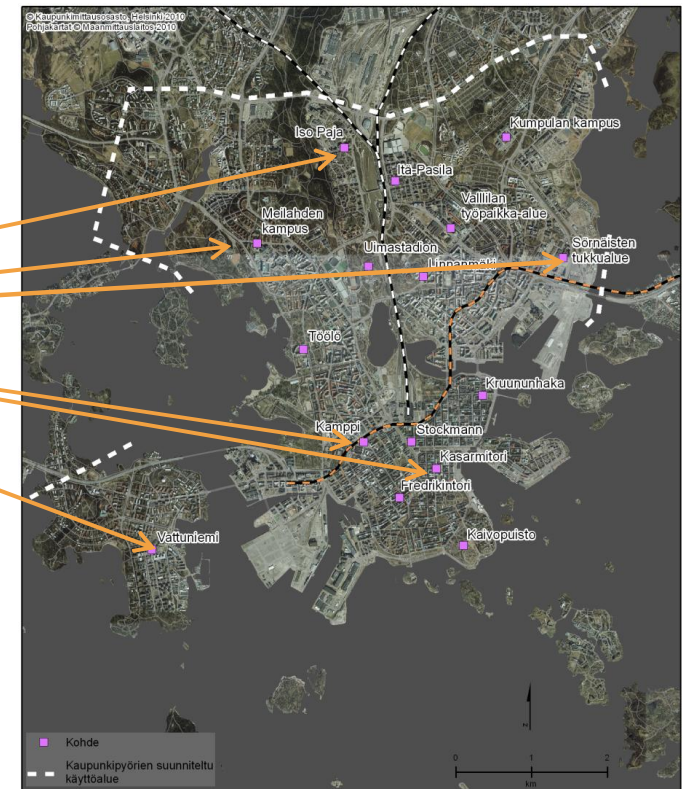 © Kaupunkimittausosasto, Helsinki 2010
Pohjakartat © Maanmittauslaitos 2010
Iso Paja
Kumpulan kampus
Itä-Pasila
Vallilan
työpaikka-alue
Meilahden
kampus
Uimastadion
Linnanmäki
Sörnäisten
tukkualue
Töölö
Kruununhaka
Kamppi
Stockmann
Kasarmitori
Fredrikintori
Vattuniemi
Kaivopuisto
Kohde
Kaupunkipyörien suunniteltu
käyttöalue
0 1 2
km